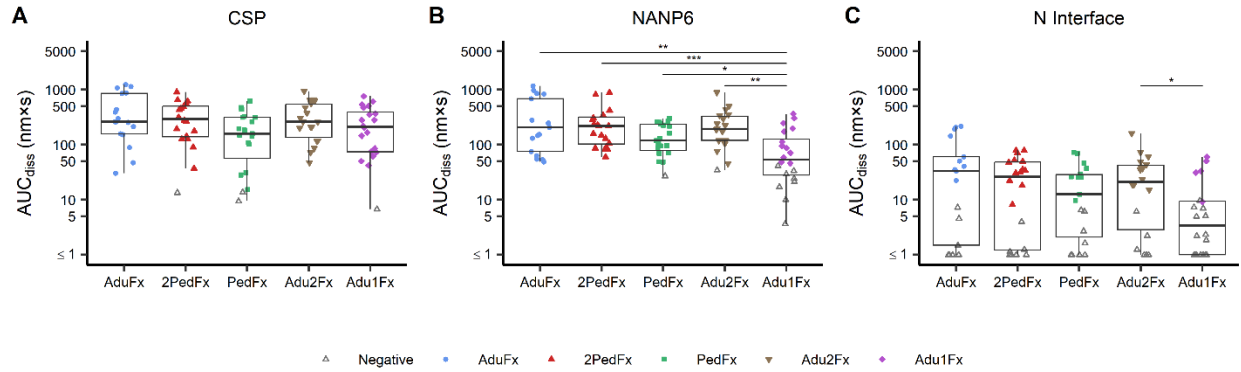 A CSP
AUCdiss (nm×s)
5000
1000
500
100
50
10
5
≤ 1
AduFx 2PedFx PedFx Adu2Fx Adu1Fx
B NANP6
AUCdiss (nm×s)
5000
1000
500
100
50
10
5
≤ 1
**
***
*
**
AduFx 2PedFx PedFx Adu2Fx Adu1Fx
C N Interface
AUCdiss (nm×s)
5000
1000
500
100
50
10
5
≤ 1
*
AduFx 2PedFx PedFx Adu2Fx Adu1Fx
Negative AduFx 2PedFx PedFx Adu2Fx Adu1Fx